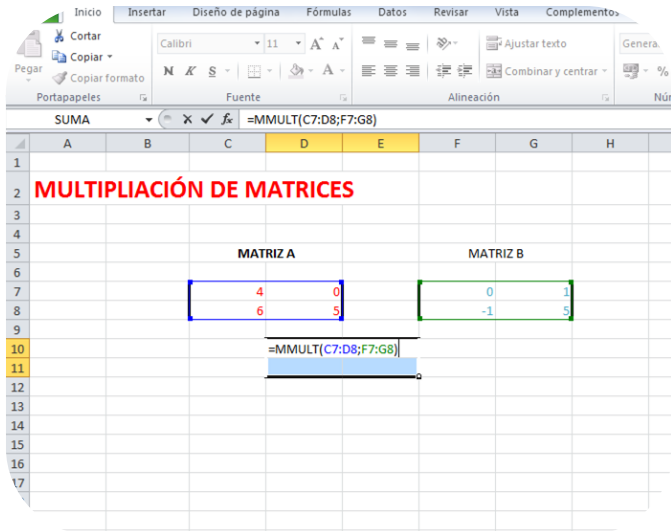 Inicio Insertar Diseño de página Fórmulas Datos Revisar Vista Complementos
Cortar
Copiar
Copiar formato
Pegar
Portapapeles
Calibri 11 A A
N K S A
Fuente
Ajustar texto
Combinar y centrar
Alineación
Genera
%
Núr
SUMA fx =MMULT(C7:D8;F7:G8)
A B C D E F G H
1
2 MULTIPLIACIÓN DE MATRICES
3
4
5 MATRIZ A MATRIZ B
6
7 4 0 0 1
8 6 5 -1 5
9
10 =MMULT(C7:D8;F7:G8)
11
12
13
14
15
16
17